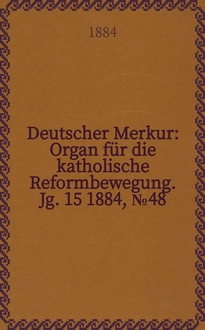 1884
Deutscher Merkur:
Organ für die
katholische
Reformbewegung.
Jg. 15 1884, №48